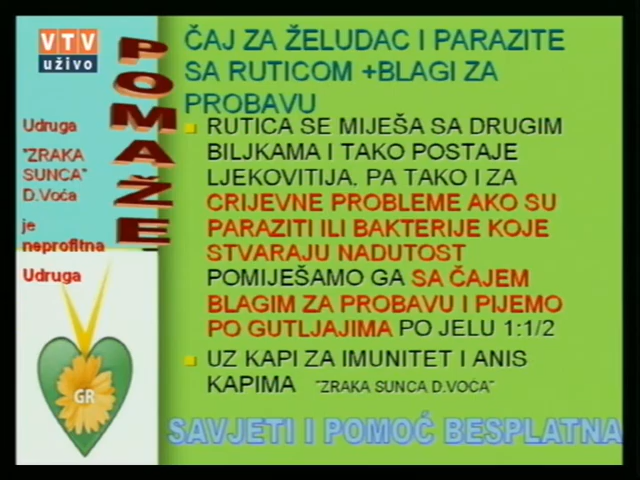 VTV
uživo
POMAŽE
Udruga
"ZRAKA
SUNCA"
D.Voća
je
neprofitna
Udruga
GR
ČAJ ZA ŽELUDAC I PARAZITE
SA RUTICOM +BLAGI ZA
PROBAVU
RUTICA SE MIJEŠA SA DRUGIM
BILJKAMA I TAKO POSTAJE
LJEKOVITIJA. PA TAKO I ZA
CRIJEVNE PROBLEME AKO SU
PARAZITI ILI BAKTERIJE KOJE
STVARAJU NADUTOST
POMIJEŠAMO GA SA ČAJEM
BLAGIM ZA PROBAVU I PIJEMO
PO GUTLJAJIMA PO JELU 1:1/2
UZ KAPI ZA IMUNITET I ANIS
KAPIMA "ZRAKA SUNCA D.VOCA"
SAVJETI I POMOĆ BESPLATNA